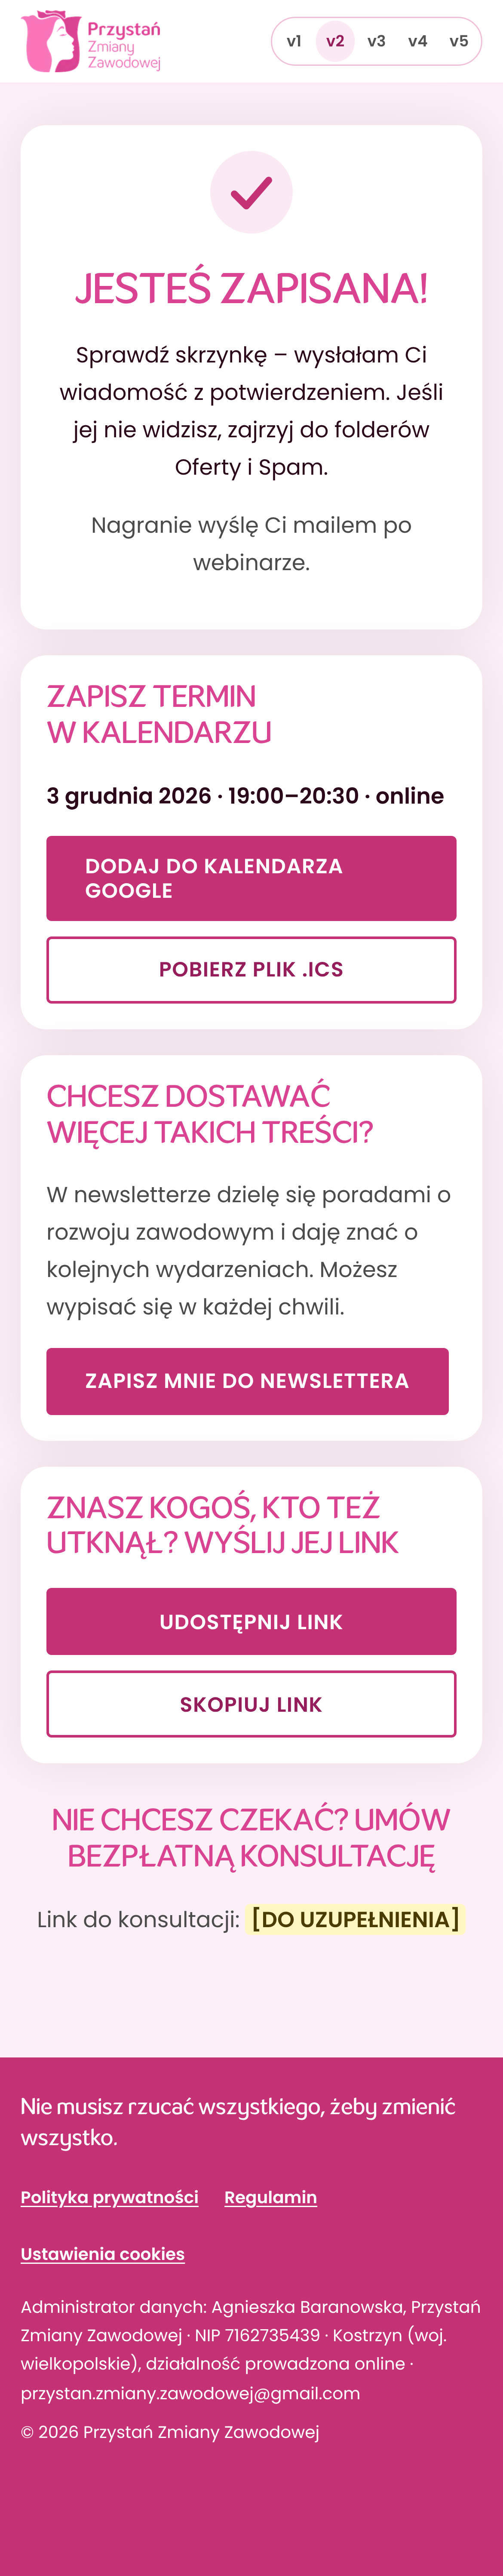 Przystań
Zmiany
Zawodowej
v1 v2 v3 v4 v5
JESTEŚ ZAPISANA!
Sprawdź skrzynkę – wysłałam Ci
wiadomość z potwierdzeniem. Jeśli
jej nie widzisz, zajrzyj do folderów
Oferty i Spam.
Nagranie wyślę Ci mailem po
webinarze.
ZAPISZ TERMIN
W KALENDARZU
3 grudnia 2026 · 19:00–20:30 · online
DODAJ DO KALENDARZA
GOOGLE
POBIERZ PLIK .ICS
CHCESZ DOSTAWAĆ
WIĘCEJ TAKICH TREŚCI?
W newsletterze dzielę się poradami o
rozwoju zawodowym i daję znać o
kolejnych wydarzeniach. Możesz
wypisać się w każdej chwili.
ZAPISZ MNIE DO NEWSLETTERA
ZNASZ KOGOŚ, KTO TEŻ
UTKNĄŁ? WYŚLIJ JEJ LINK
UDOSTĘPNIJ LINK
SKOPIUJ LINK
NIE CHCESZ CZEKAĆ? UMÓW
BEZPŁATNĄ KONSULTACJĘ
Link do konsultacji: [DO UZUPEŁNIENIA]
Nie musisz rzucać wszystkiego, żeby zmienić
wszystko.
Polityka prywatności Regulamin
Ustawienia cookies
Administrator danych: Agnieszka Baranowska, Przystań
Zmiany Zawodowej · NIP 7162735439 · Kostrzyn (woj.
wielkopolskie), działalność prowadzona online ·
przystan.zmiany.zawodowej@gmail.com
© 2026 Przystań Zmiany Zawodowej